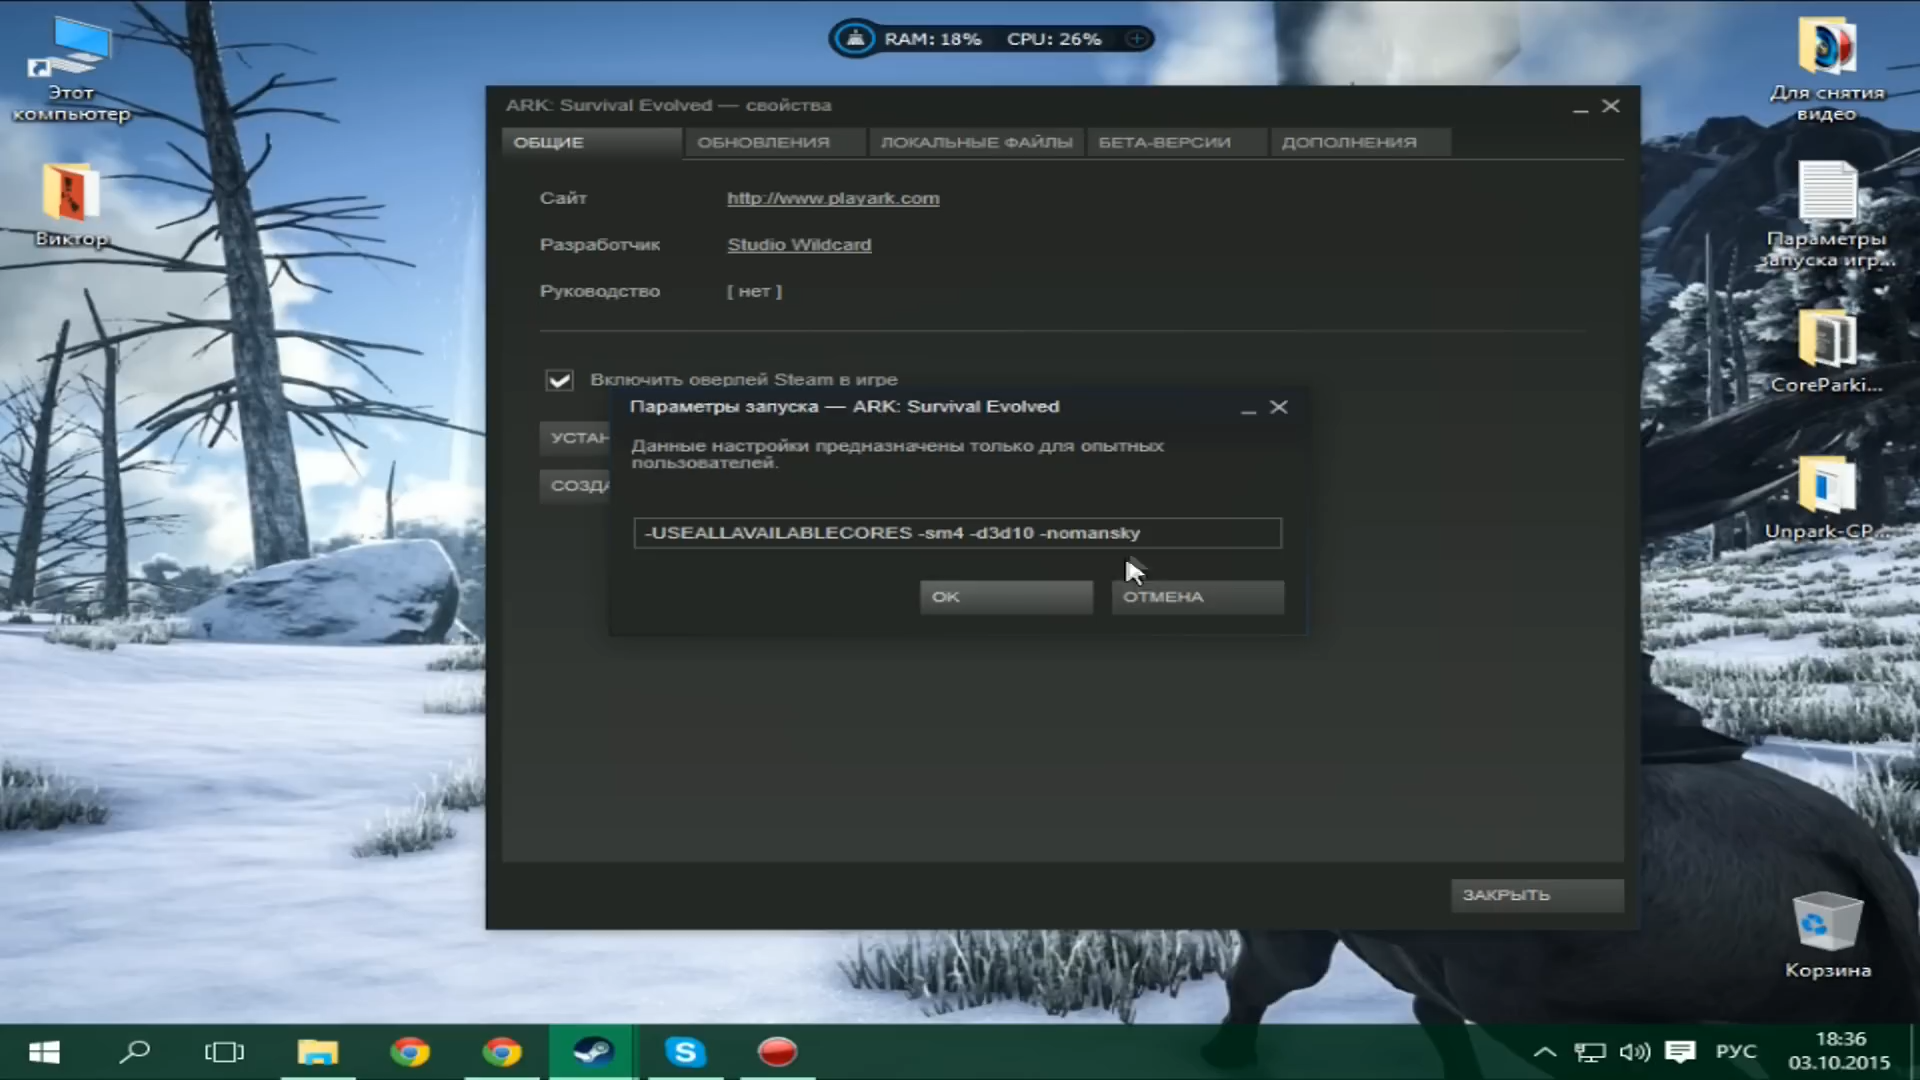 RAM: 18% CPU: 26%
Этот
компьютер
Виктор
ARK: Survival Evolved — свойства
ОБЩИЕ ОБНОВЛЕНИЯ ЛОКАЛЬНЫЕ ФАЙЛЫ БЕТА-ВЕРСИИ ДОПОЛНЕНИЯ
Сайт http://www.playark.com
Разработчик Studio Wildcard
Руководство [ нет ]
Включить оверлей Steam в игре
УСТАН
СОЗДА
Параметры запуска — ARK: Survival Evolved
Данные настройки предназначены только для опытных
пользователей.
-USEALLAVAILABLECORES -sm4 -d3d10 -nomansky
OK ОТМЕНА
ЗАКРЫТЬ
Для снятия
видео
Параметры
запуска игр...
CoreParki...
Unpark-CP...
Корзина
РУС
18:36
03.10.2015